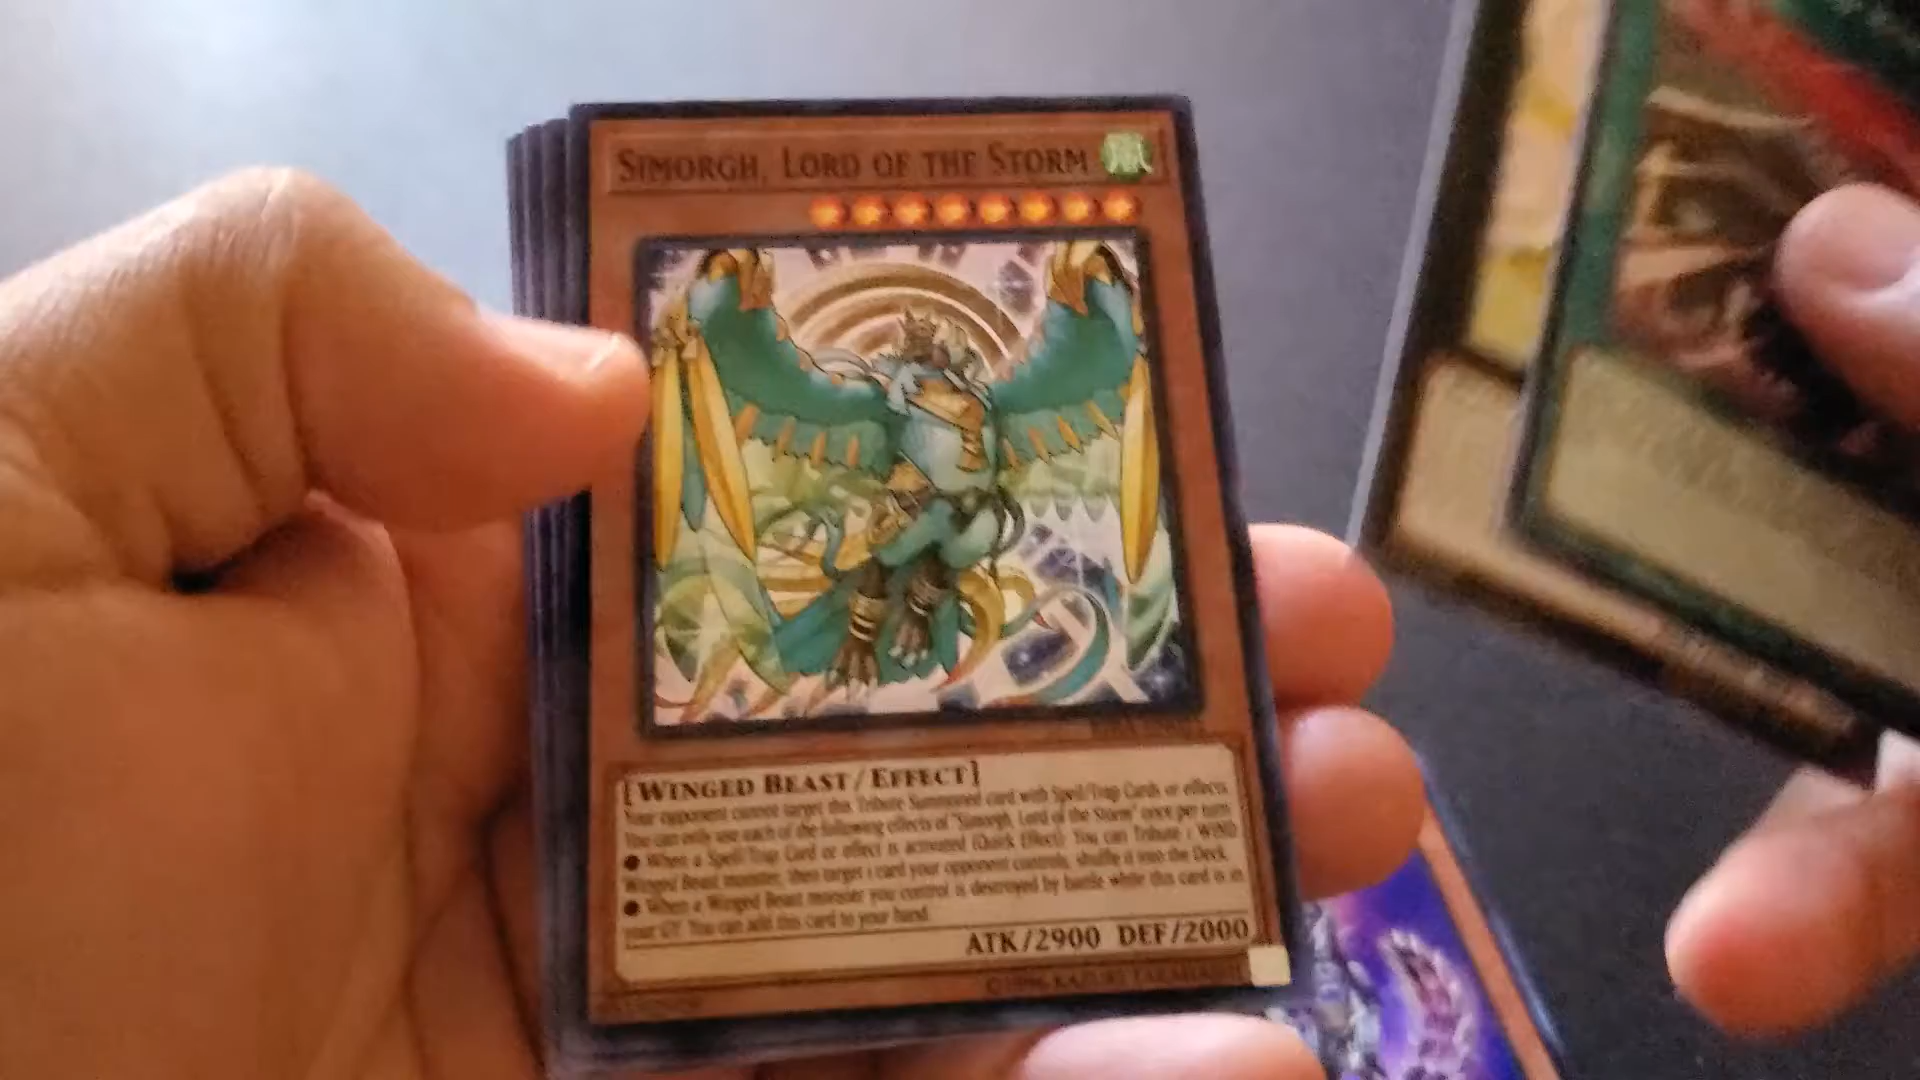 SIMORGH, LORD OF THE STORM
[WINGED BEAST/EFFECT]
Your opponent cannot target this Tribute Summoned card with Spell/Trap Cards or effects.
You can only use each of the following effects of "Simorgh, Lord of the Storm" once per turn.
● When a Spell/Trap Card or effect is activated (Quick Effect): You can Tribute 1 WIND
Winged Beast monster, then target 1 card your opponent controls; shuffle it into the Deck.
● When a Winged Beast monster you control is destroyed by battle while this card is in
your GY: You can add this card to your hand.
ATK/2900 DEF/2000
©1996 KAZUKI TAKAHASHI